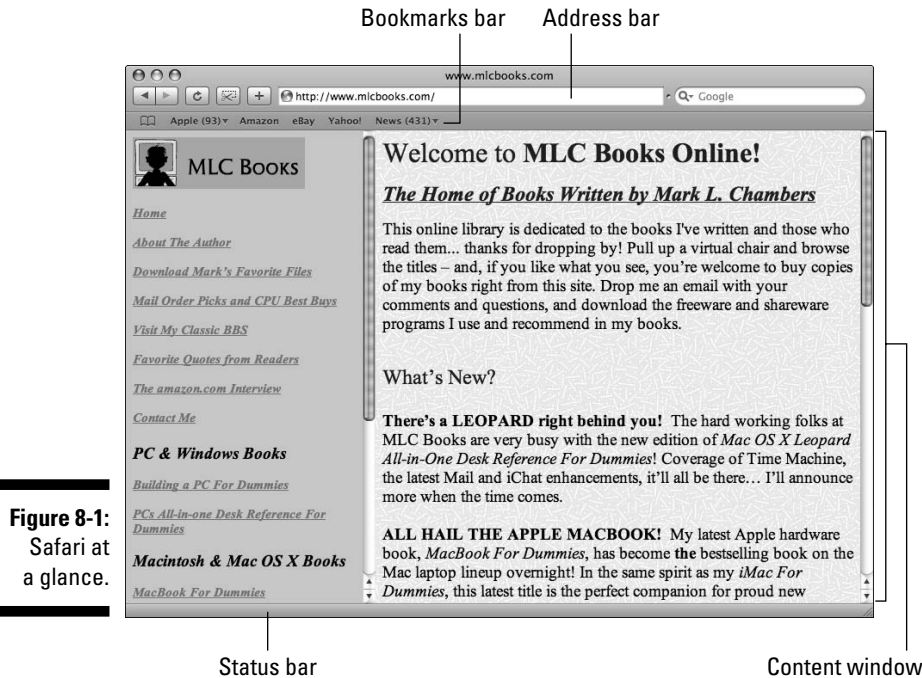 Bookmarks bar
Address bar
www.mlcbooks.com
http://www.mlcbooks.com/
Google
Apple (93)▾ Amazon eBay Yahoo! News (431)▾
MLC BOOKS
Home
About The Author
Download Mark's Favorite Files
Mail Order Picks and CPU Best Buys
Visit My Classic BBS
Favorite Quotes from Readers
The amazon.com Interview
Contact Me
PC & Windows Books
Building a PC For Dummies
PCs All-in-one Desk Reference For
Dummies
Macintosh & Mac OS X Books
MacBook For Dummies
Welcome to MLC Books Online!
The Home of Books Written by Mark L. Chambers
This online library is dedicated to the books I've written and those who
read them... thanks for dropping by! Pull up a virtual chair and browse
the titles – and, if you like what you see, you're welcome to buy copies
of my books right from this site. Drop me an email with your
comments and questions, and download the freeware and shareware
programs I use and recommend in my books.
What's New?
There's a LEOPARD right behind you! The hard working folks at
MLC Books are very busy with the new edition of Mac OS X Leopard
All-in-One Desk Reference For Dummies! Coverage of Time Machine,
the latest Mail and iChat enhancements, it'll all be there… I'll announce
more when the time comes.
ALL HAIL THE APPLE MACBOOK! My latest Apple hardware
book, MacBook For Dummies, has become the bestselling book on the
Mac laptop lineup overnight! In the same spirit as my iMac For
Dummies, this latest title is the perfect companion for proud new
Figure 8-1:
Safari at
a glance.
Status bar
Content window